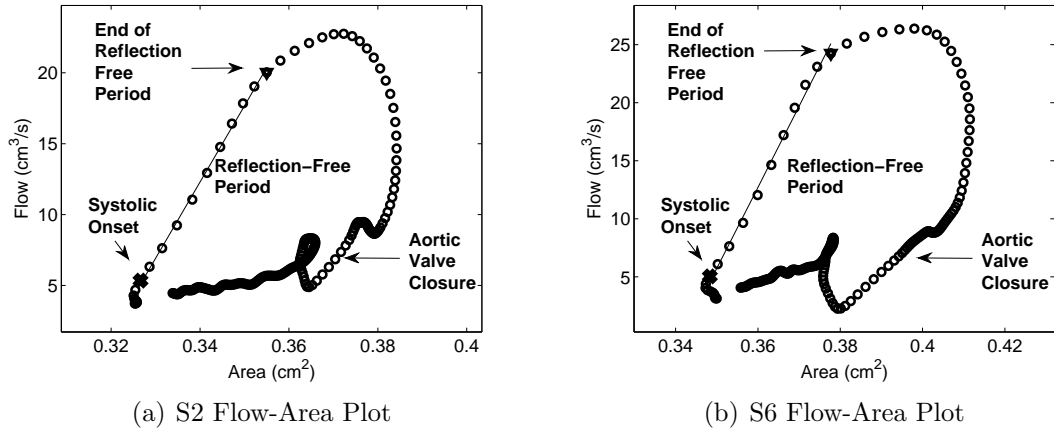 End of
Reflection
Free
Period
Reflection−Free
Period
Systolic
Onset
Aortic
Valve
Closure
Flow (cm3/s)
20
15
10
5
0.32
0.34
0.36
0.38
0.4
Area (cm2)
(a) S2 Flow-Area Plot
End of
Reflection
Free
Period
Reflection−Free
Period
Systolic
Onset
Aortic
Valve
Closure
Flow (cm3/s)
25
20
15
10
5
0.34
0.36
0.38
0.4
0.42
Area (cm2)
(b) S6 Flow-Area Plot